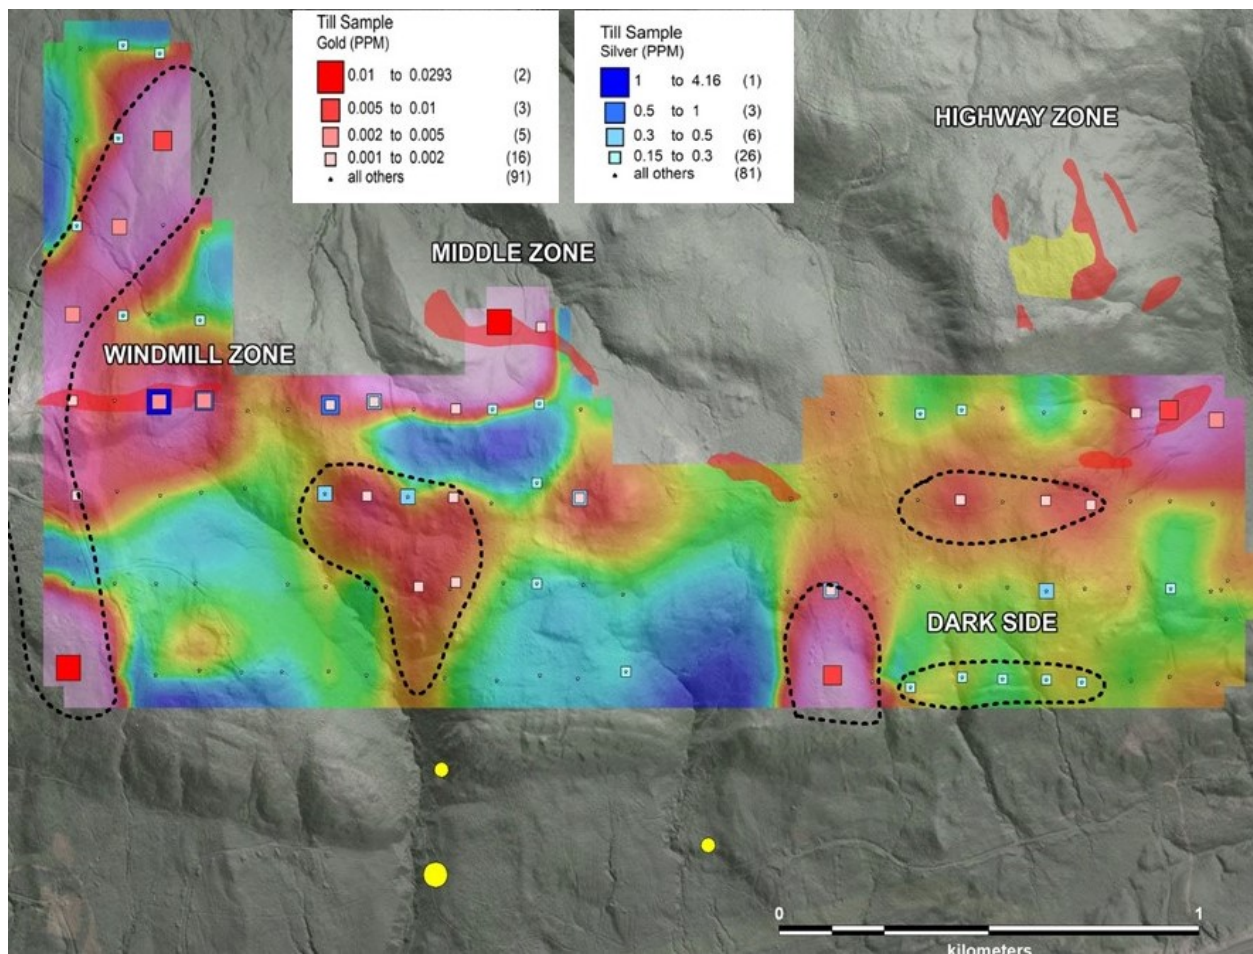 Till Sample
Gold (PPM)
0.01 to 0.0293 (2)
0.005 to 0.01 (3)
0.002 to 0.005 (5)
0.001 to 0.002 (16)
all others (91)
Till Sample
Silver (PPM)
1 to 4.16 (1)
0.5 to 1 (3)
0.3 to 0.5 (6)
0.15 to 0.3 (26)
all others (81)
HIGHWAY ZONE
MIDDLE ZONE
WINDMILL ZONE
DARK SIDE
0 1
kilometers